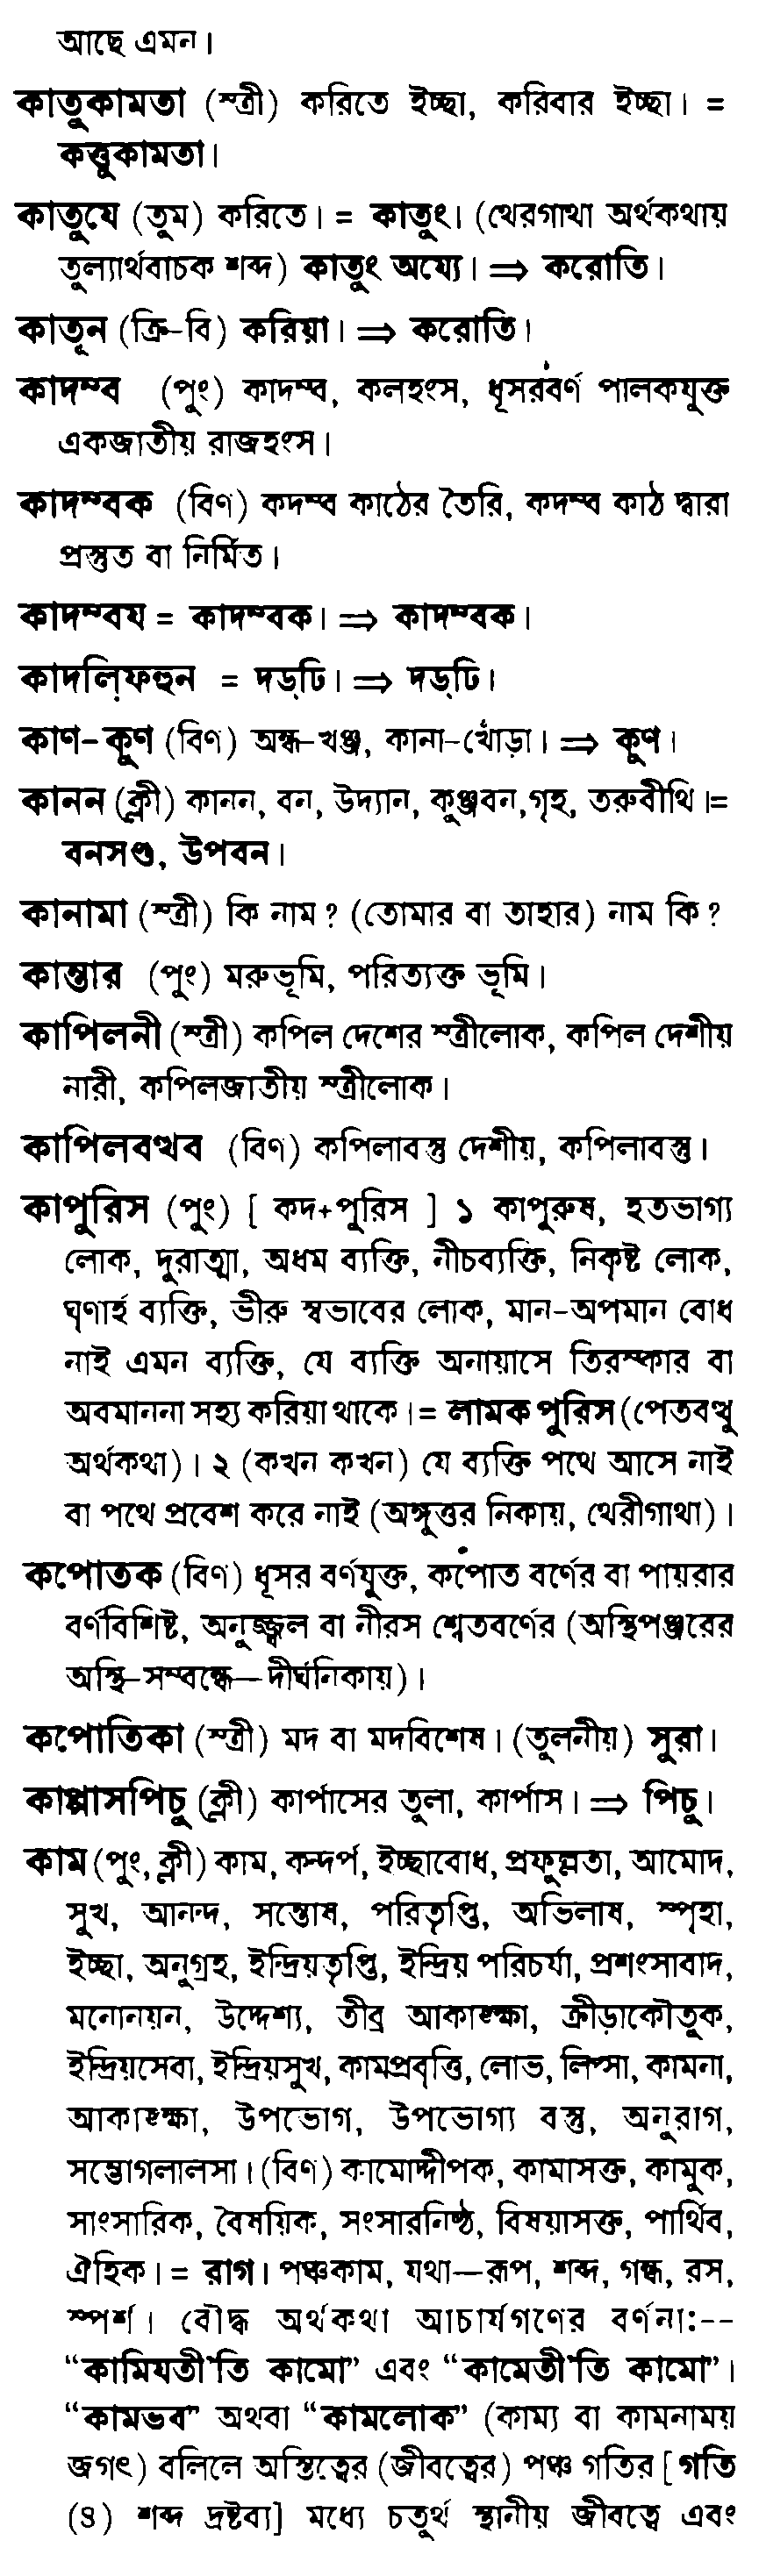 আছে এমন।
কাতুকামতা (স্ত্রী) করিতে ইচ্ছা, করিবার ইচ্ছা। =
কত্তুকামতা।
কাতুযে (তুম) করিতে। = কাতুং। (থেরগাথা অর্থকথায়
তুল্যার্থবাচক শব্দ) কাতুং অয্যে। ⇒ করোতি।
কাতূন (ক্রি-বি) করিয়া। ⇒ করোতি।
কাদম্ব (পুং) কাদম্ব, কলহংস, ধূসরবর্ণ পালকযুক্ত
একজাতীয় রাজহংস।
কাদম্বক (বিণ) কদম্ব কাঠের তৈরি, কদম্ব কাঠ দ্বারা
প্রস্তুত বা নির্মিত।
কাদম্বয = কাদম্বক। ⇒ কাদম্বক।
কাদলি্ফহুন = দড়্ঢি। ⇒ দড়্ঢি।
কাণ-কূণ (বিণ) অন্ধ-খঞ্জ, কানা-খোঁড়া। ⇒ কূণ।
কানন (ক্লী) কানন, বন, উদ্যান, কুঞ্জবন,গৃহ, তরুবীথি।=
বনসণ্ড, উপবন।
কানামা (স্ত্রী) কি নাম? (তোমার বা তাহার) নাম কি?
কান্তার (পুং) মরুভূমি, পরিত্যক্ত ভূমি।
কাপিলনী (স্ত্রী) কপিল দেশের স্ত্রীলোক, কপিল দেশীয়
নারী, কপিলজাতীয় স্ত্রীলোক।
কাপিলবত্থব (বিণ) কপিলাবস্তু দেশীয়, কপিলাবস্তু।
কাপুরিস (পুং) [ কদ+পুরিস ] ১ কাপুরুষ, হতভাগ্য
লোক, দুরাত্মা, অধম ব্যক্তি, নীচব্যক্তি, নিকৃষ্ট লোক,
ঘৃণার্হ ব্যক্তি, ভীরু স্বভাবের লোক, মান-অপমান বোধ
নাই এমন ব্যক্তি, যে ব্যক্তি অনায়াসে তিরস্কার বা
অবমাননা সহ্য করিয়া থাকে।= লামক পুরিস (পেতবত্থু
অর্থকথা)। ২ (কখন কখন) যে ব্যক্তি পথে আসে নাই
বা পথে প্রবেশ করে নাই (অঙ্গুত্তর নিকায়, থেরীগাথা)।
কপোতক (বিণ) ধূসর বর্ণযুক্ত, কপোত বর্ণের বা পায়রার
বর্ণবিশিষ্ট, অনুজ্জ্বল বা নীরস শ্বেতবর্ণের (অস্থিপঞ্জরের
অস্থি-সম্বন্ধে—দীর্ঘনিকায়)।
কপোতিকা (স্ত্রী) মদ বা মদবিশেষ। (তুলনীয়) সুরা।
কাপ্পাসপিচু (ক্লী) কার্পাসের তুলা, কার্পাস। ⇒ পিচু।
কাম (পুং, ক্লী) কাম, কন্দর্প, ইচ্ছাবোধ, প্রফুল্লতা, আমোদ,
সুখ, আনন্দ, সন্তোষ, পরিতৃপ্তি, অভিলাষ, স্পৃহা,
ইচ্ছা, অনুগ্রহ, ইন্দ্রিয়তৃপ্তি, ইন্দ্রিয় পরিচর্যা, প্রশংসাবাদ,
মনোনয়ন, উদ্দেশ্য, তীব্র আকাঙ্ক্ষা, ক্রীড়াকৌতুক,
ইন্দ্রিয়সেবা, ইন্দ্রিয়সুখ, কামপ্রবৃত্তি, লোভ, লিপ্সা, কামনা,
আকাঙ্ক্ষা, উপভোগ, উপভোগ্য বস্তু, অনুরাগ,
সম্ভোগলালসা। (বিণ) কামোদ্দীপক, কামাসক্ত, কামুক,
সাংসারিক, বৈষয়িক, সংসারনিষ্ঠ, বিষয়াসক্ত, পার্থিব,
ঐহিক। = রাগ। পঞ্চকাম, যথা—রূপ, শব্দ, গন্ধ, রস,
স্পর্শ। বৌদ্ধ অর্থকথা আচার্যগণের বর্ণনা:--
“কামিযতী'তি কামো” এবং “কামেতী'তি কামো”।
“কামভব” অথবা “কামলোক” (কাম্য বা কামনাময়
জগৎ) বলিলে অস্তিত্বের (জীবত্বের) পঞ্চ গতির [গতি
(৪) শব্দ দ্রষ্টব্য] মধ্যে চতুর্থ স্থানীয় জীবত্বে এবং